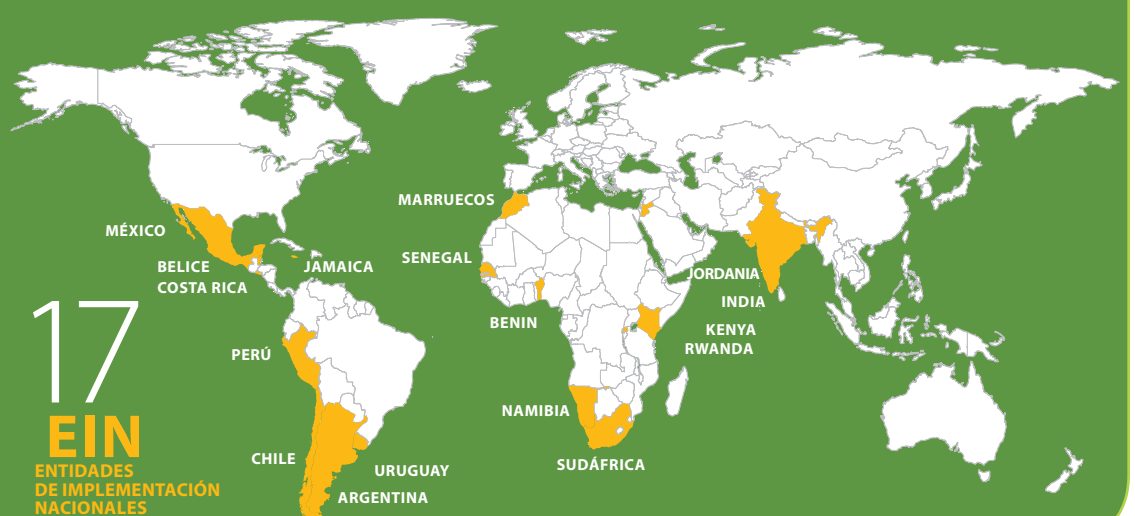 MÉXICO
BELICE
COSTA RICA
JAMAICA
PERÚ
CHILE
URUGUAY
ARGENTINA
MARRUECOS
SENEGAL
BENIN
NAMIBIA
SUDÁFRICA
JORDANIA
INDIA
KENYA
RWANDA
17
EIN
ENTIDADES
DE IMPLEMENTACIÓN
NACIONALES